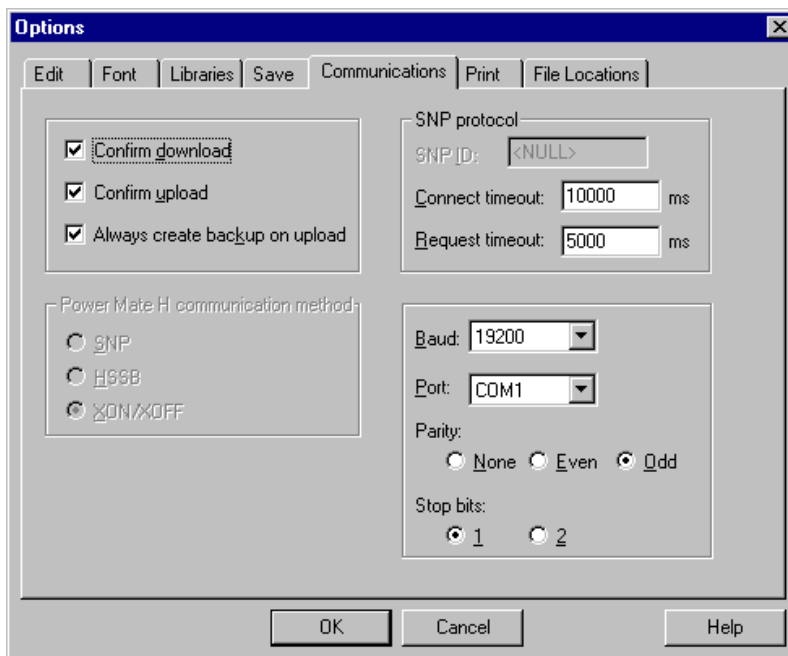 Options
Edit Font Libraries Save Communications Print File Locations
Confirm download
Confirm upload
Always create backup on upload
SNP protocol
SNP ID: <NULL>
Connect timeout: 10000 ms
Request timeout: 5000 ms
Power Mate H communication method
SNP
HSSB
XON/XOFF
Baud: 19200
Port: COM1
Parity:
None Even Odd
Stop bits:
1 2
OK Cancel Help